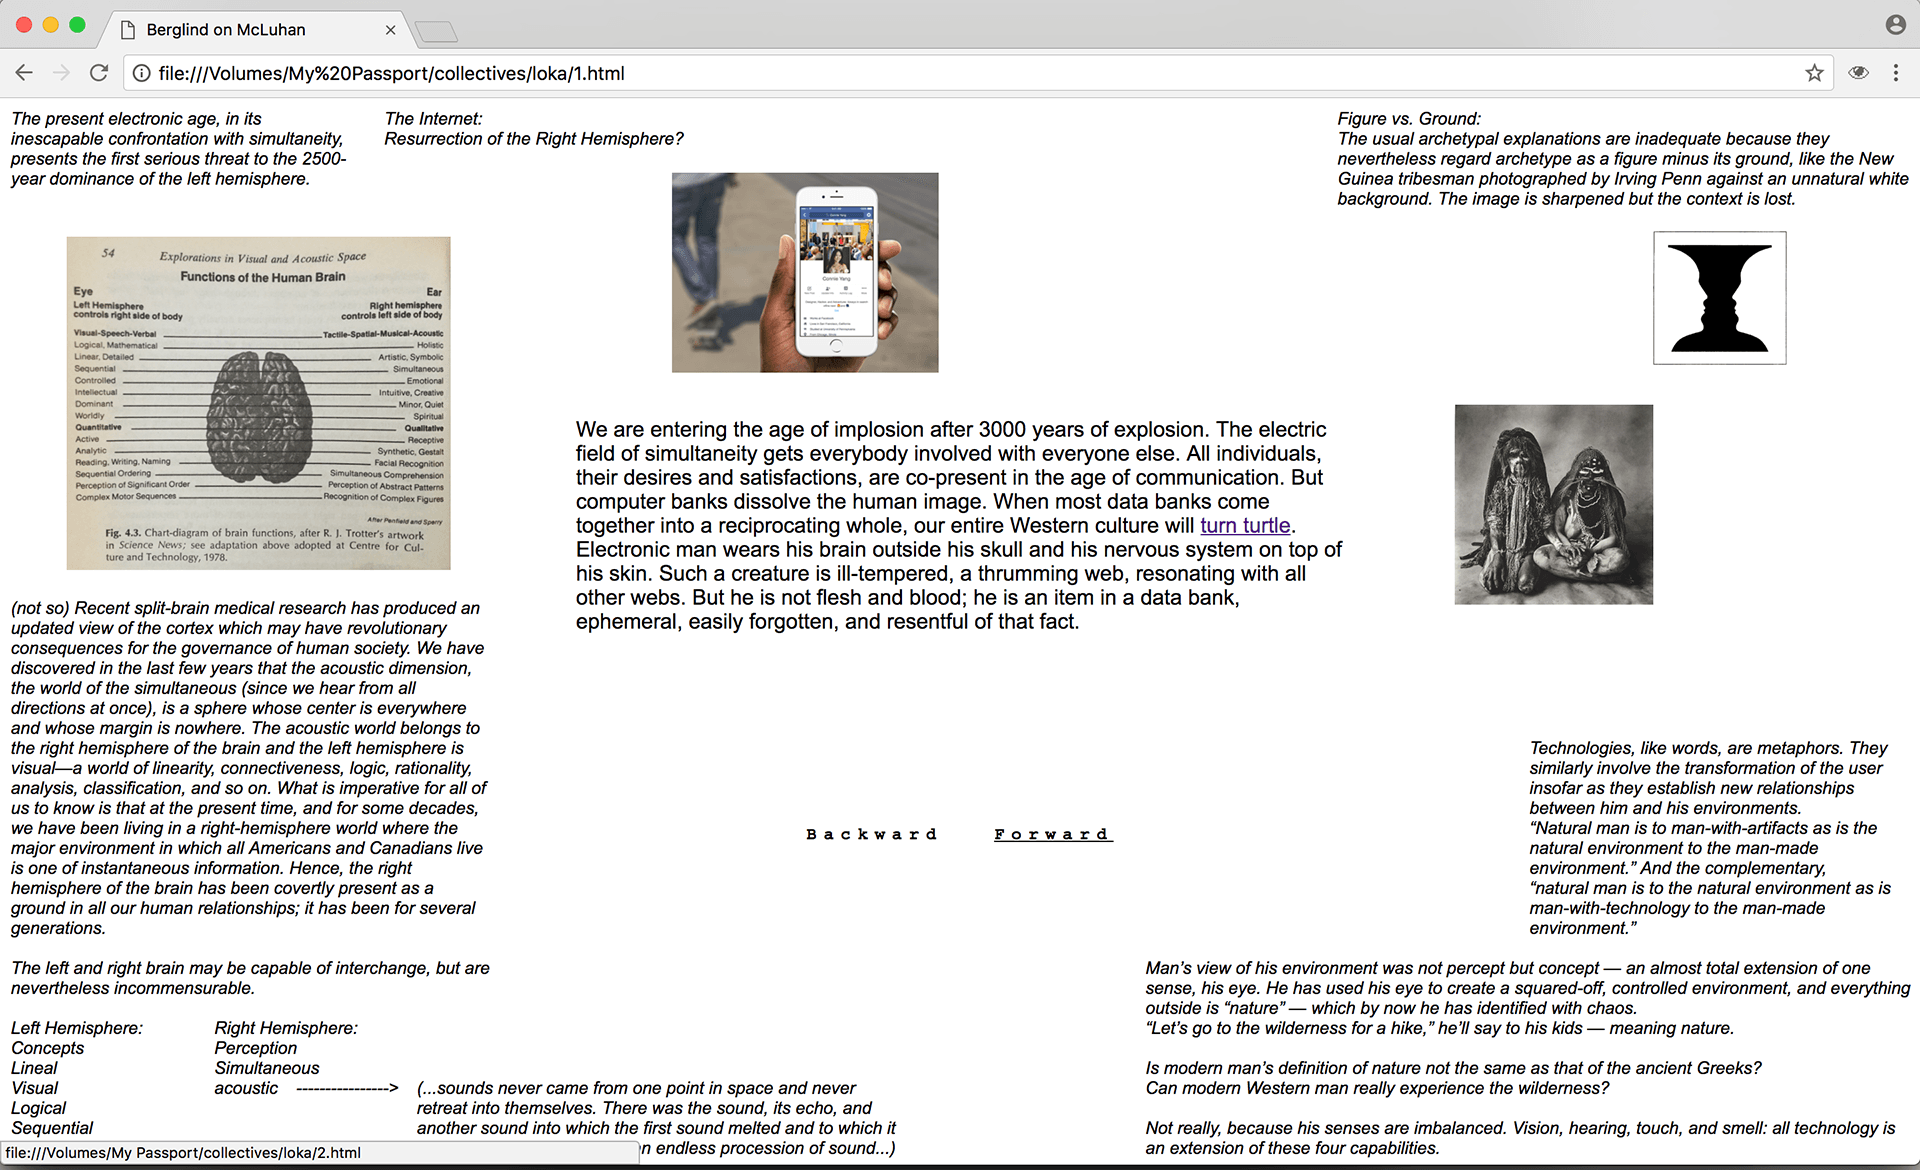 Berglind on McLuhan
file:///Volumes/My%20Passport/collectives/loka/1.html
The present electronic age, in its
inescapable confrontation with simultaneity,
presents the first serious threat to the 2500-
year dominance of the left hemisphere.
The Internet:
Resurrection of the Right Hemisphere?
Figure vs. Ground:
The usual archetypal explanations are inadequate because they
nevertheless regard archetype as a figure minus its ground, like the New
Guinea tribesman photographed by Irving Penn against an unnatural white
background. The image is sharpened but the context is lost.
54 Explorations in Visual and Acoustic Space
Functions of the Human Brain
Eye Ear
Left Hemisphere Right hemisphere
controls right side of body controls left side of body
Visual-Speech-Verbal Tactile-Spatial-Musical-Acoustic
Logical, Mathematical Holistic
Linear, Detailed Artistic, Symbolic
Sequential Simultaneous
Controlled Emotional
Intellectual Intuitive, Creative
Dominant Minor, Quiet
Worldly Spiritual
Quantitative Qualitative
Active Receptive
Analytic Synthetic, Gestalt
Reading, Writing, Naming Facial Recognition
Sequential Ordering Simultaneous Comprehension
Perception of Significant Order Perception of Abstract Patterns
Complex Motor Sequences Recognition of Complex Figures
After Penfield and Sperry
Fig. 4.3. Chart-diagram of brain functions, after R. J. Trotter's artwork
in Science News; see adaptation above adopted at Centre for Cul-
ture and Technology, 1978.
Connie Yang
We are entering the age of implosion after 3000 years of explosion. The electric
field of simultaneity gets everybody involved with everyone else. All individuals,
their desires and satisfactions, are co-present in the age of communication. But
computer banks dissolve the human image. When most data banks come
together into a reciprocating whole, our entire Western culture will turn turtle.
Electronic man wears his brain outside his skull and his nervous system on top of
his skin. Such a creature is ill-tempered, a thrumming web, resonating with all
other webs. But he is not flesh and blood; he is an item in a data bank,
ephemeral, easily forgotten, and resentful of that fact.
(not so) Recent split-brain medical research has produced an
updated view of the cortex which may have revolutionary
consequences for the governance of human society. We have
discovered in the last few years that the acoustic dimension,
the world of the simultaneous (since we hear from all
directions at once), is a sphere whose center is everywhere
and whose margin is nowhere. The acoustic world belongs to
the right hemisphere of the brain and the left hemisphere is
visual—a world of linearity, connectiveness, logic, rationality,
analysis, classification, and so on. What is imperative for all of
us to know is that at the present time, and for some decades,
we have been living in a right-hemisphere world where the
major environment in which all Americans and Canadians live
is one of instantaneous information. Hence, the right
hemisphere of the brain has been covertly present as a
ground in all our human relationships; it has been for several
generations.
Backward Forward
Technologies, like words, are metaphors. They
similarly involve the transformation of the user
insofar as they establish new relationships
between him and his environments.
“Natural man is to man-with-artifacts as is the
natural environment to the man-made
environment.” And the complementary,
“natural man is to the natural environment as is
man-with-technology to the man-made
environment.”
The left and right brain may be capable of interchange, but are
nevertheless incommensurable.
Left Hemisphere: Right Hemisphere:
Concepts Perception
Lineal Simultaneous
Visual acoustic ----------------> (...sounds never came from one point in space and never
Logical retreat into themselves. There was the sound, its echo, and
Sequential another sound into which the first sound melted and to which it
n endless procession of sound...)
Man’s view of his environment was not percept but concept — an almost total extension of one
sense, his eye. He has used his eye to create a squared-off, controlled environment, and everything
outside is “nature” — which by now he has identified with chaos.
“Let’s go to the wilderness for a hike,” he’ll say to his kids — meaning nature.
Is modern man’s definition of nature not the same as that of the ancient Greeks?
Can modern Western man really experience the wilderness?
Not really, because his senses are imbalanced. Vision, hearing, touch, and smell: all technology is
an extension of these four capabilities.
file:///Volumes/My Passport/collectives/loka/2.html